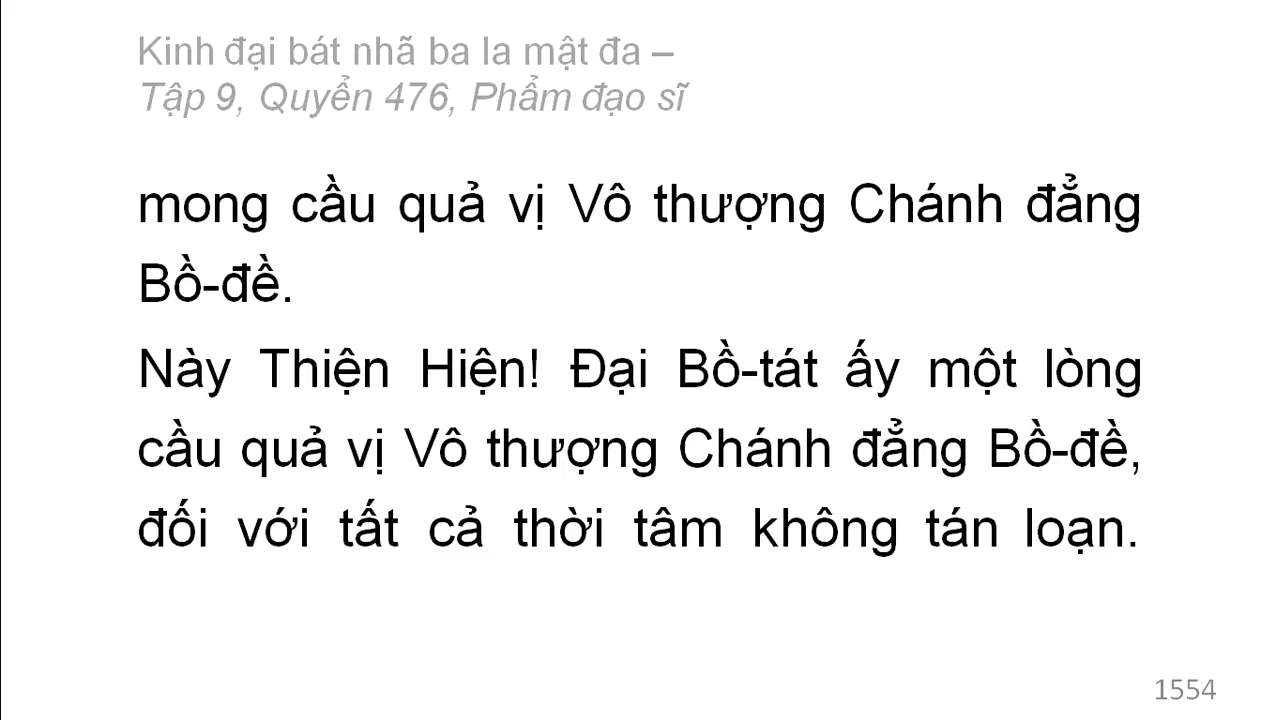 Kinh đại bát nhã ba la mật đa –
Tập 9, Quyển 476, Phẩm đạo sĩ
mong cầu quả vị Vô thượng Chánh đẳng
Bồ-đề.
Này Thiện Hiện! Đại Bồ-tát ấy một lòng
cầu quả vị Vô thượng Chánh đẳng Bồ-đề,
đối với tất cả thời tâm không tán loạn.
1554